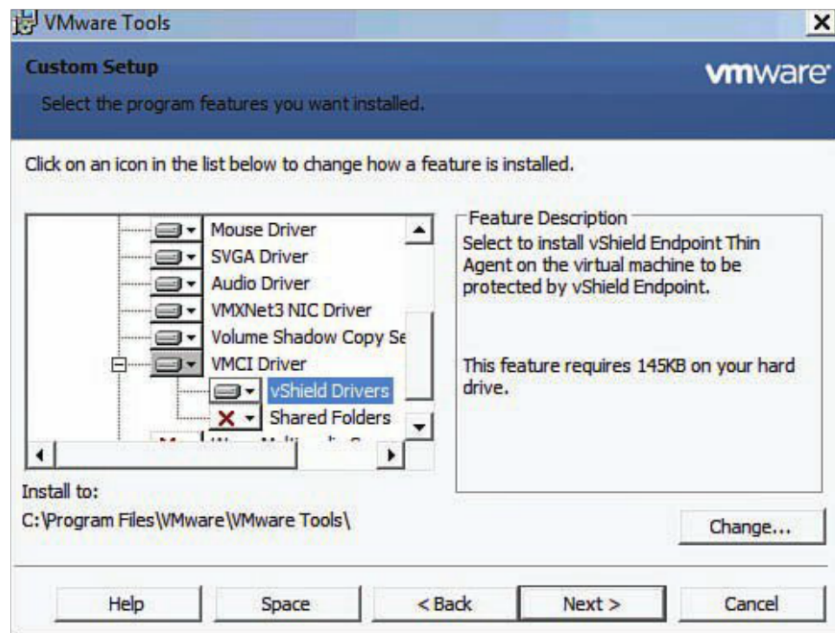 VMware Tools
Custom Setup
vmware
Select the program features you want installed.
Click on an icon in the list below to change how a feature is installed.
Mouse Driver
SVGA Driver
Audio Driver
VMXNet3 NIC Driver
Volume Shadow Copy Se
VMCI Driver
vShield Drivers
Shared Folders
Feature Description
Select to install vShield Endpoint Thin
Agent on the virtual machine to be
protected by vShield Endpoint.
This feature requires 145KB on your hard
drive.
Install to:
C:\Program Files\VMware\VMware Tools\
Change...
Help
Space
< Back
Next >
Cancel